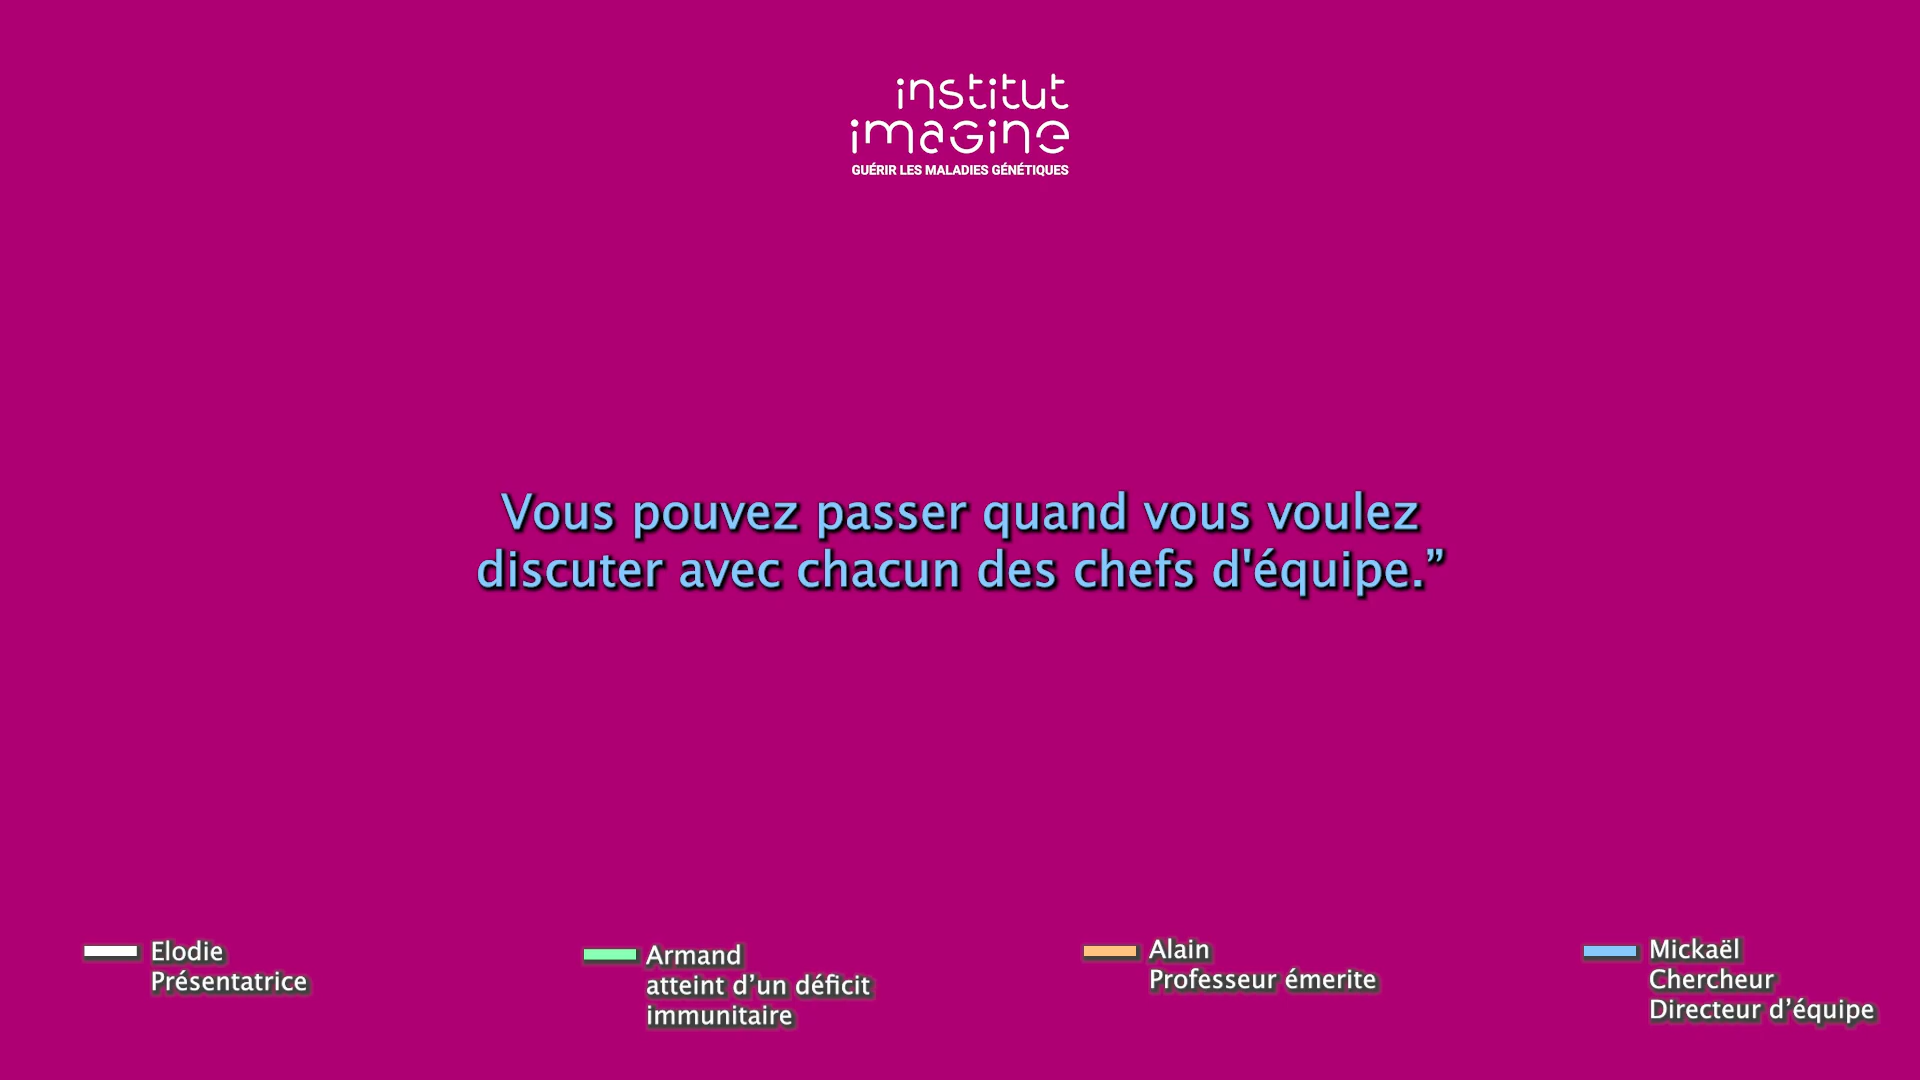 institut
imagine
GUÉRIR LES MALADIES GÉNÉTIQUES
Vous pouvez passer quand vous voulez
discuter avec chacun des chefs d'équipe.”
Elodie
Présentatrice
Armand
atteint d’un déficit
immunitaire
Alain
Professeur émerite
Mickaël
Chercheur
Directeur d’équipe